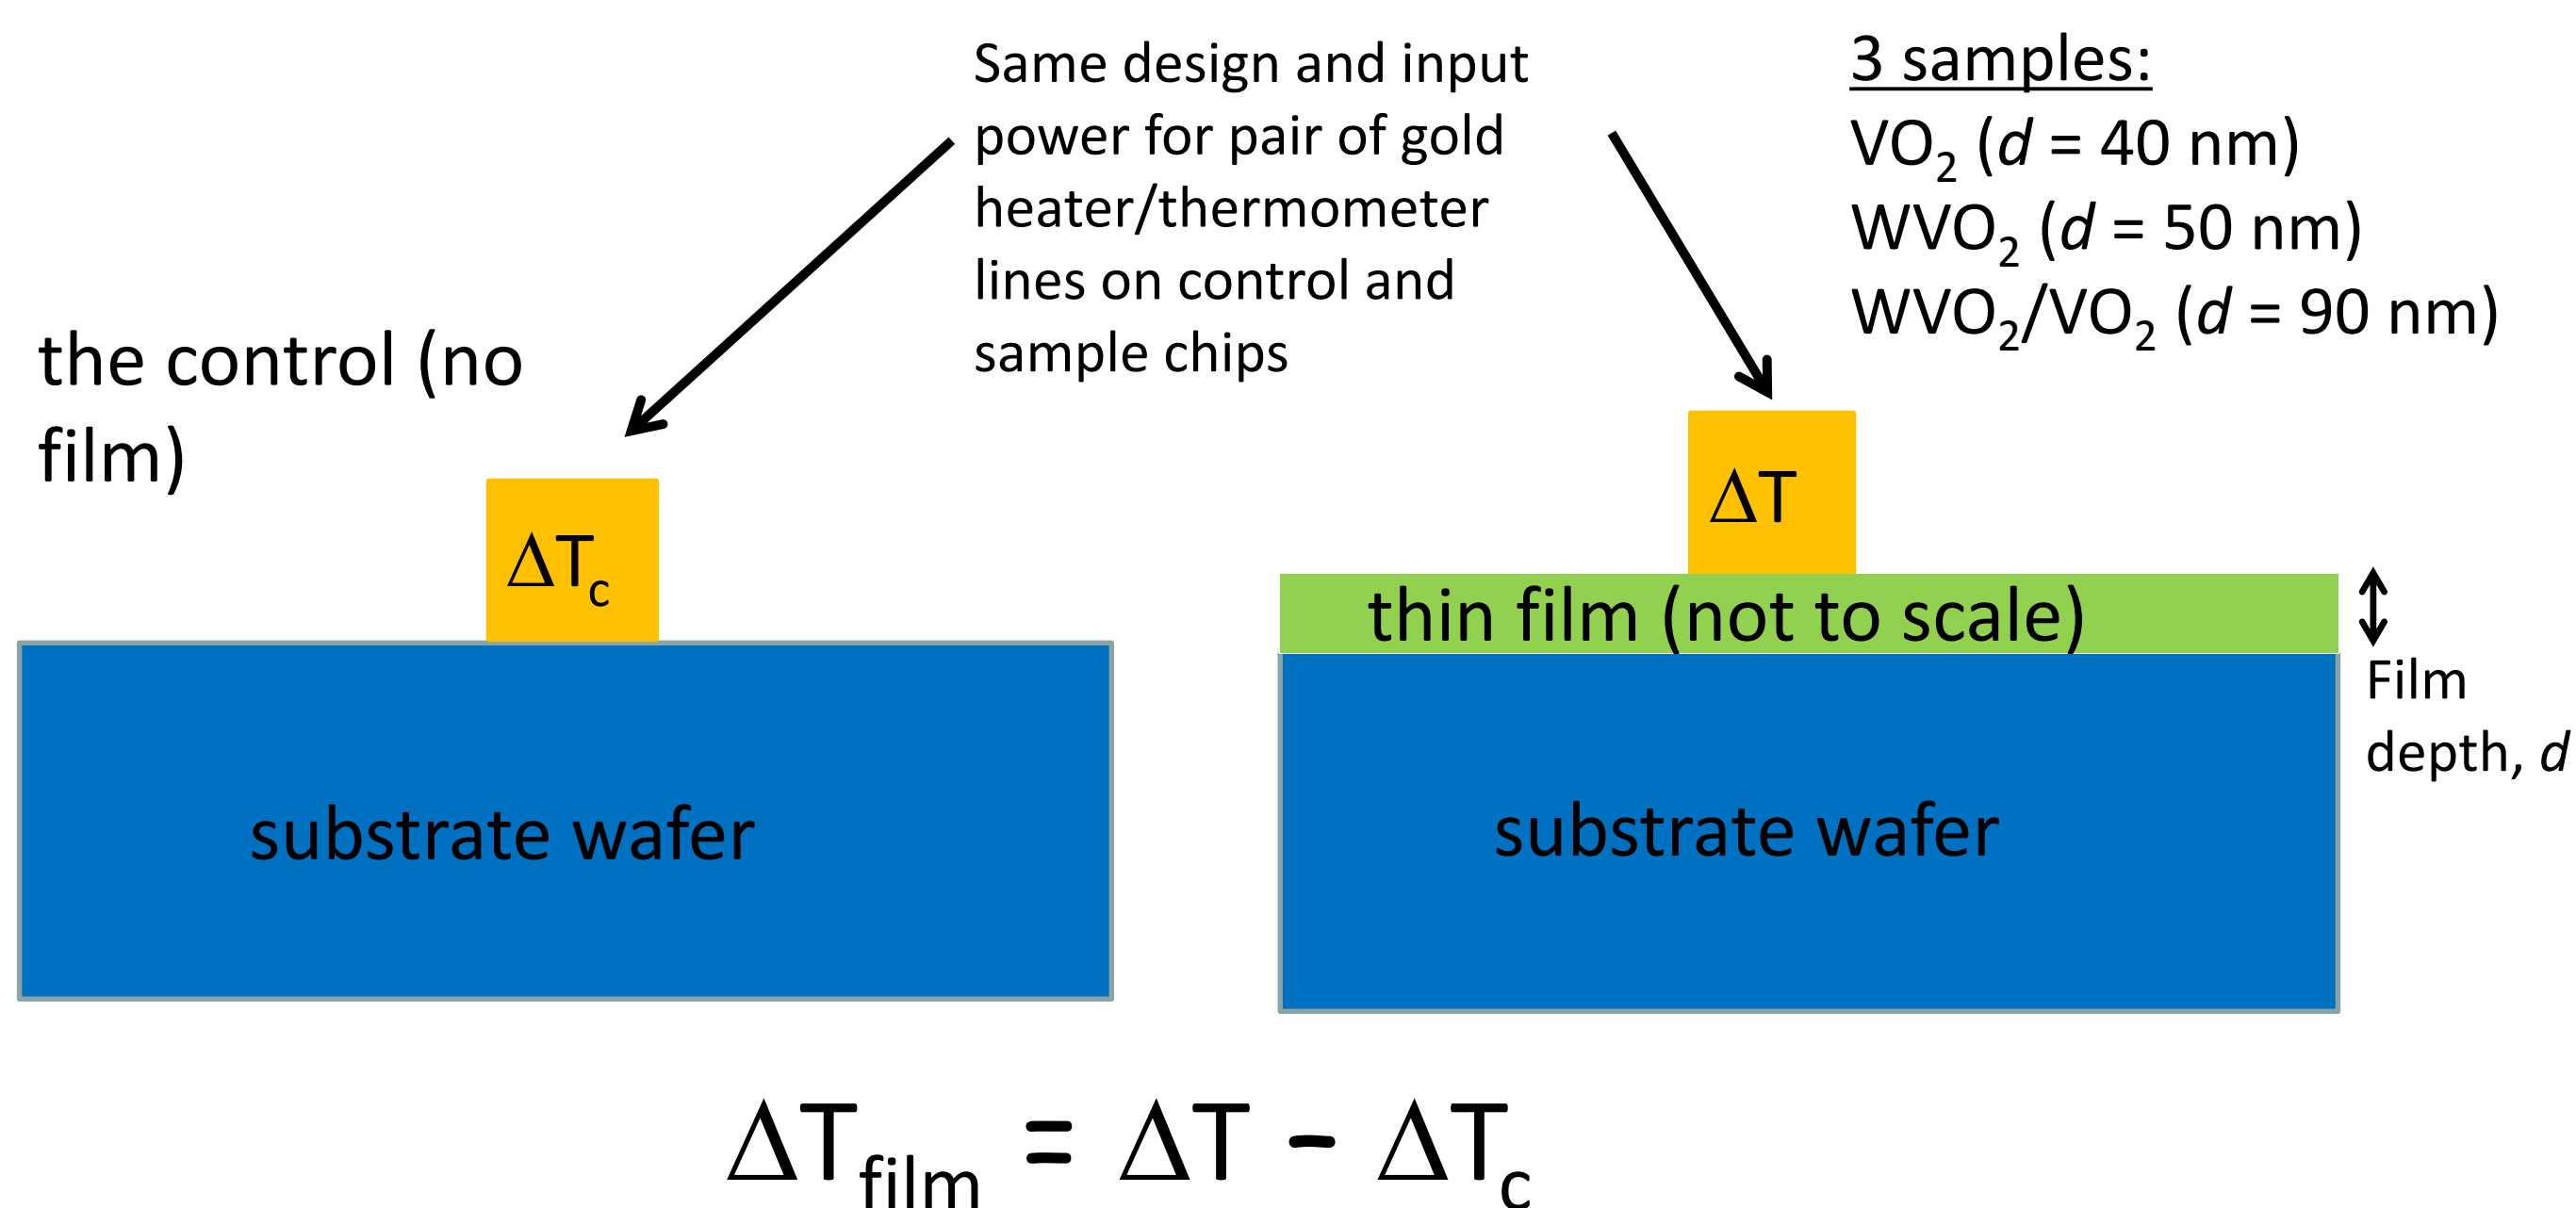 Same design and input
power for pair of gold
heater/thermometer
lines on control and
sample chips
3 samples:
VO₂ (d = 40 nm)
WVO₂ (d = 50 nm)
WVO₂/VO₂ (d = 90 nm)
the control (no
film)
ΔTc
ΔT
thin film (not to scale)
Film
depth, d
substrate wafer
substrate wafer
ΔTfilm = ΔT − ΔTc